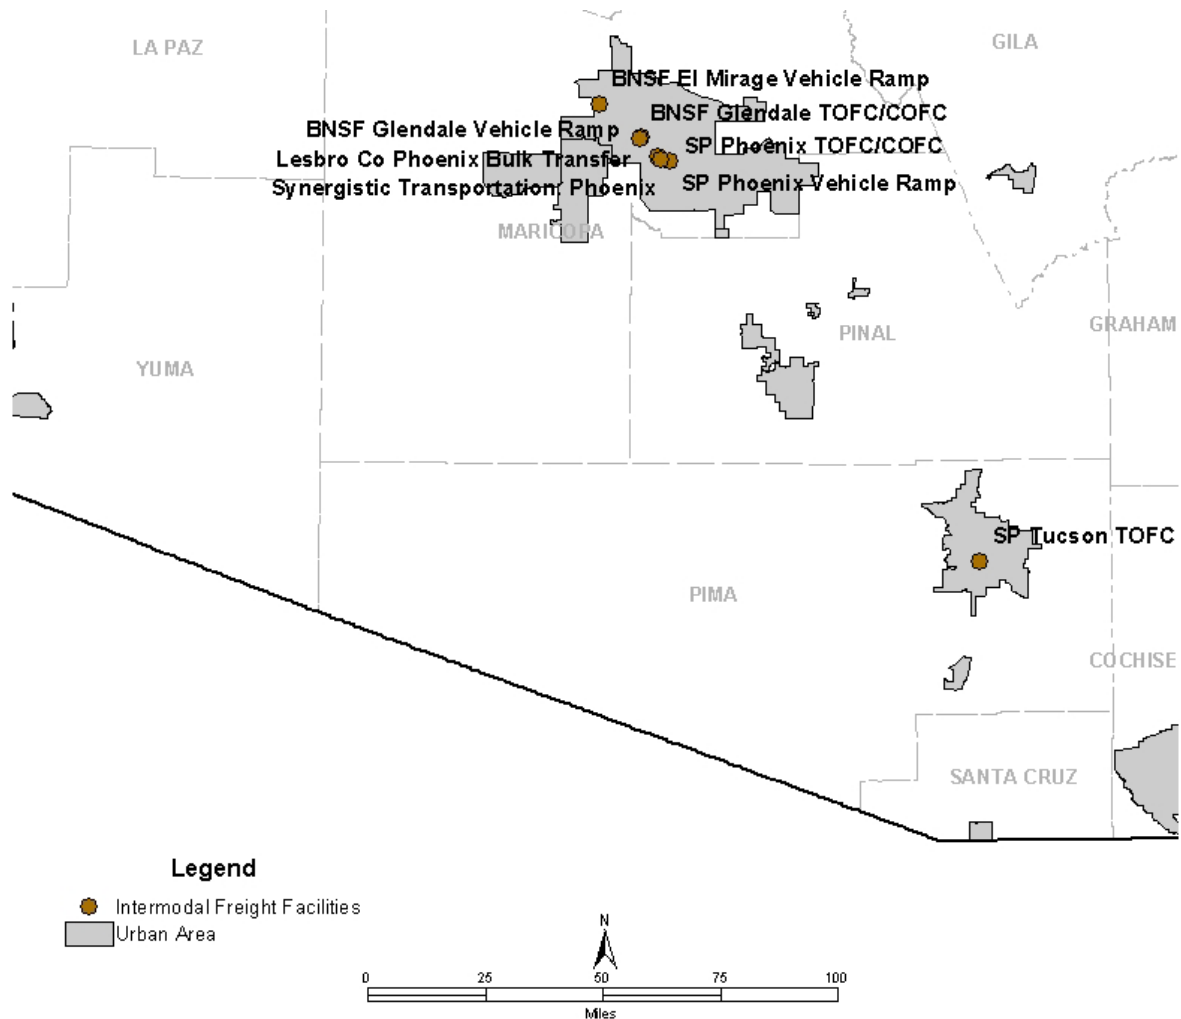 LA PAZ
GILA
BNSF El Mirage Vehicle Ramp
BNSF Glendale TOFC/COFC
BNSF Glendale Vehicle Ramp
SP Phoenix TOFC/COFC
Lesbro Co Phoenix Bulk Transfer
Synergistic Transportation: Phoenix
SP Phoenix Vehicle Ramp
MARICOPA
PINAL
GRAHAM
YUMA
SP Tucson TOFC
PIMA
COCHISE
SANTA CRUZ
Legend
Intermodal Freight Facilities
Urban Area
N
0 25 50 75 100
Miles